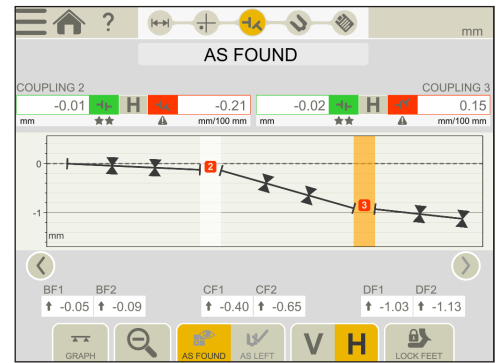 ?
mm
AS FOUND
COUPLING 2
COUPLING 3
-0.01 H -0.21
-0.02 H 0.15
mm mm/100 mm
mm mm/100 mm
0
2
3
-1
mm
BF1 BF2 CF1 CF2 DF1 DF2
-0.05 -0.09 -0.40 -0.65 -1.03 -1.13
GRAPH
AS FOUND
AS LEFT
V
H
LOCK FEET